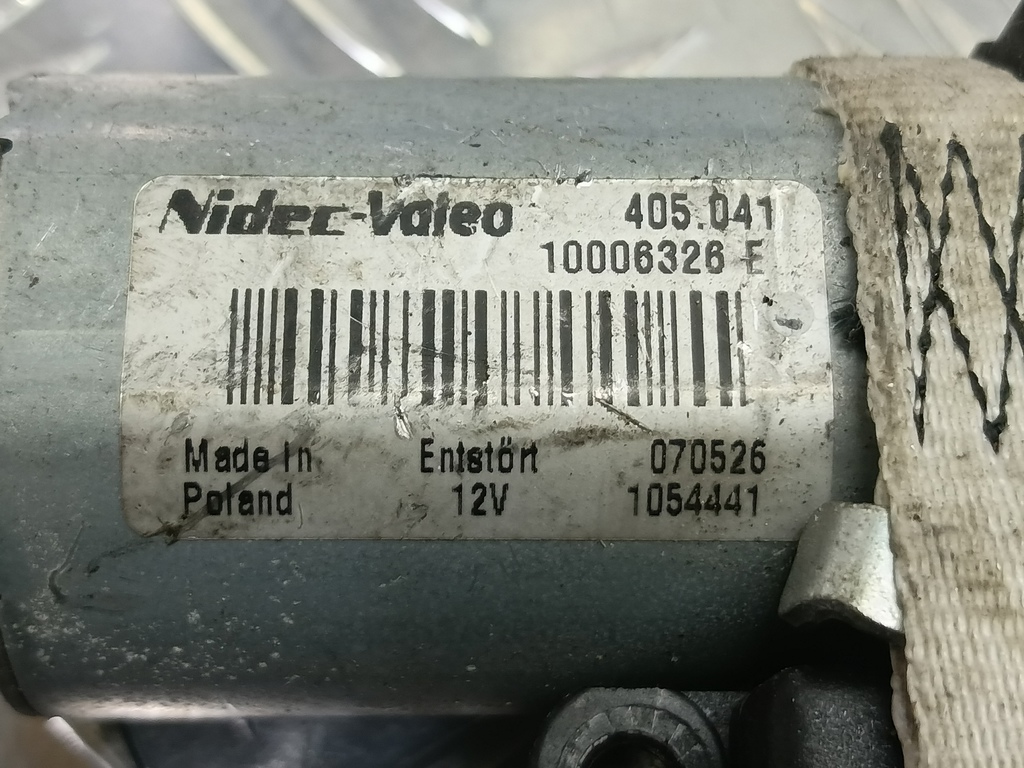 Nidec-Valeo 405.041
10006326 E
Made In Entstört 070526
Poland 12V 1054441